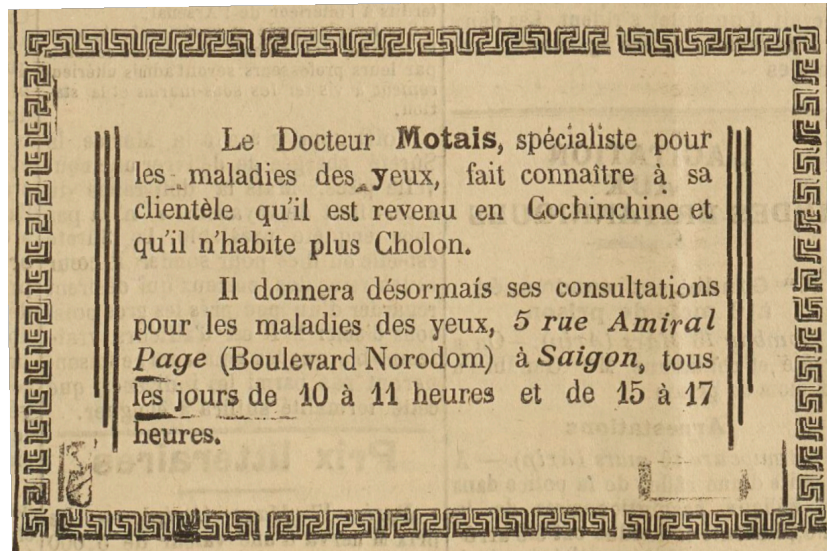 Le Docteur Motais, spécialiste pour
les maladies des yeux, fait connaître à sa
clientèle qu'il est revenu en Cochinchine et
qu'il n'habite plus Cholon.
Il donnera désormais ses consultations
pour les maladies des yeux, 5 rue Amiral
Page (Boulevard Norodom) à Saigon, tous
les jours de 10 à 11 heures et de 15 à 17
heures.